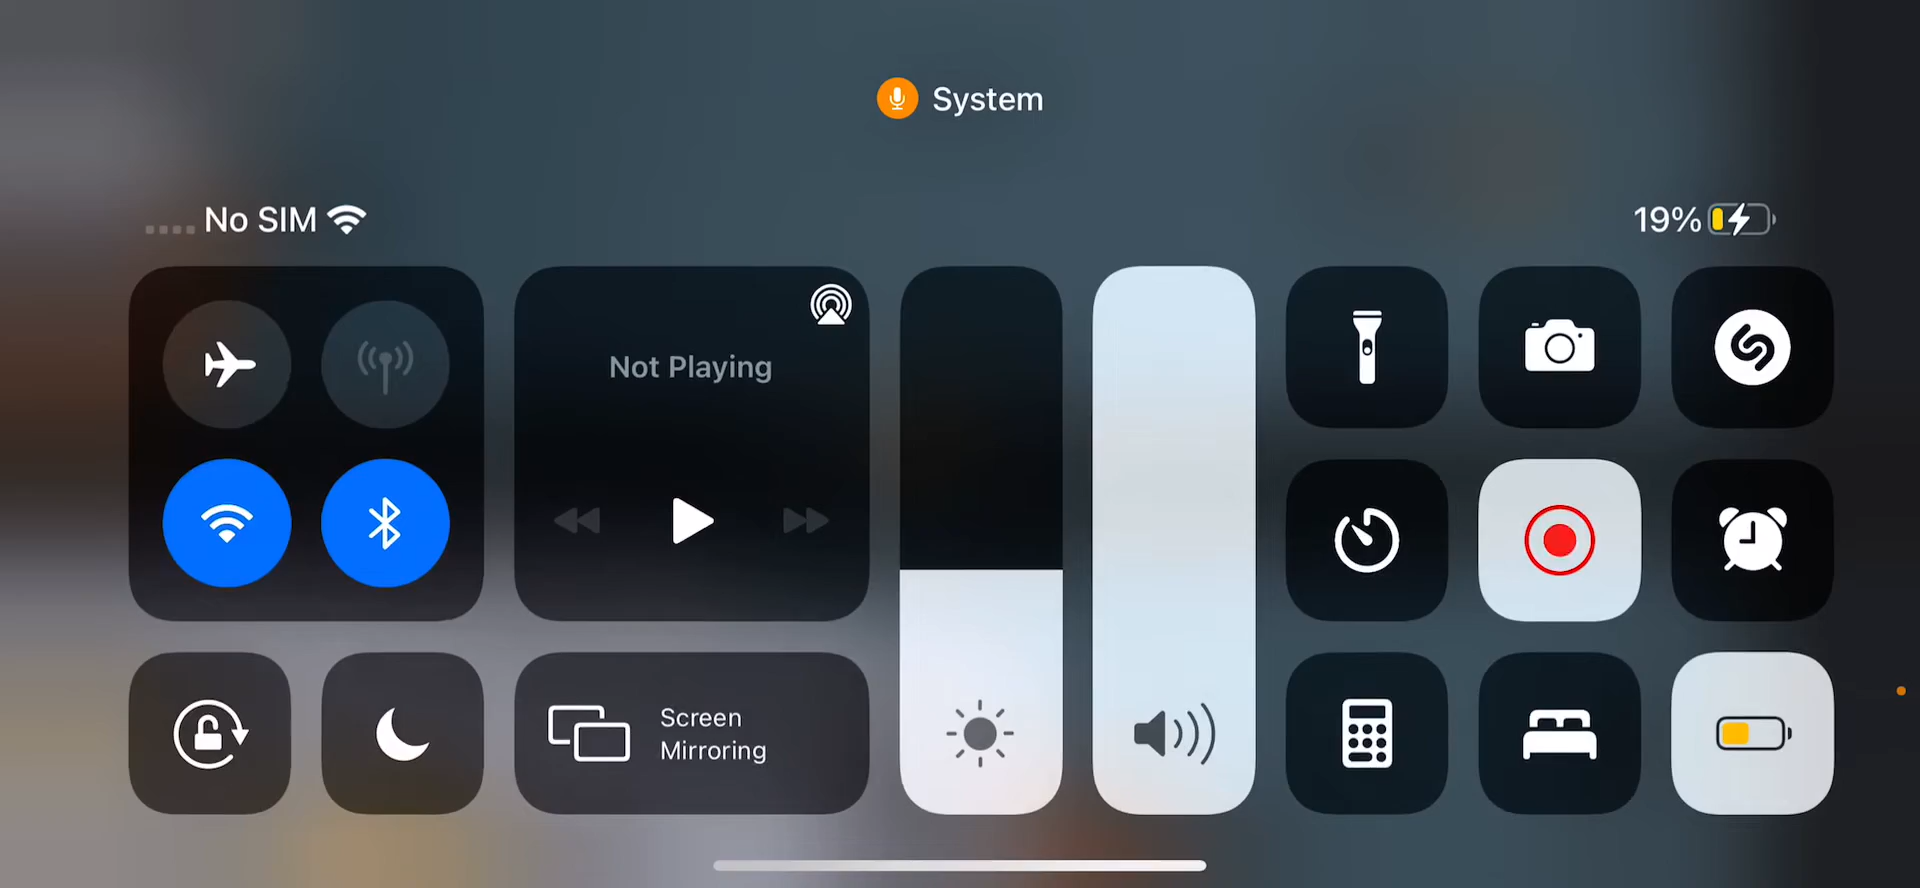 System
No SIM
19%
Not Playing
Screen
Mirroring